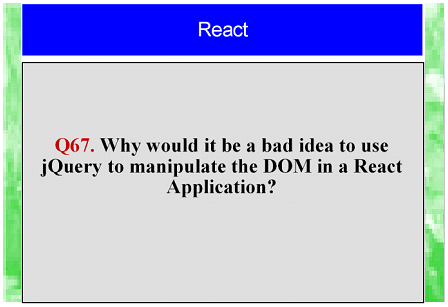 React
Q67. Why would it be a bad idea to use
jQuery to manipulate the DOM in a React
Application?